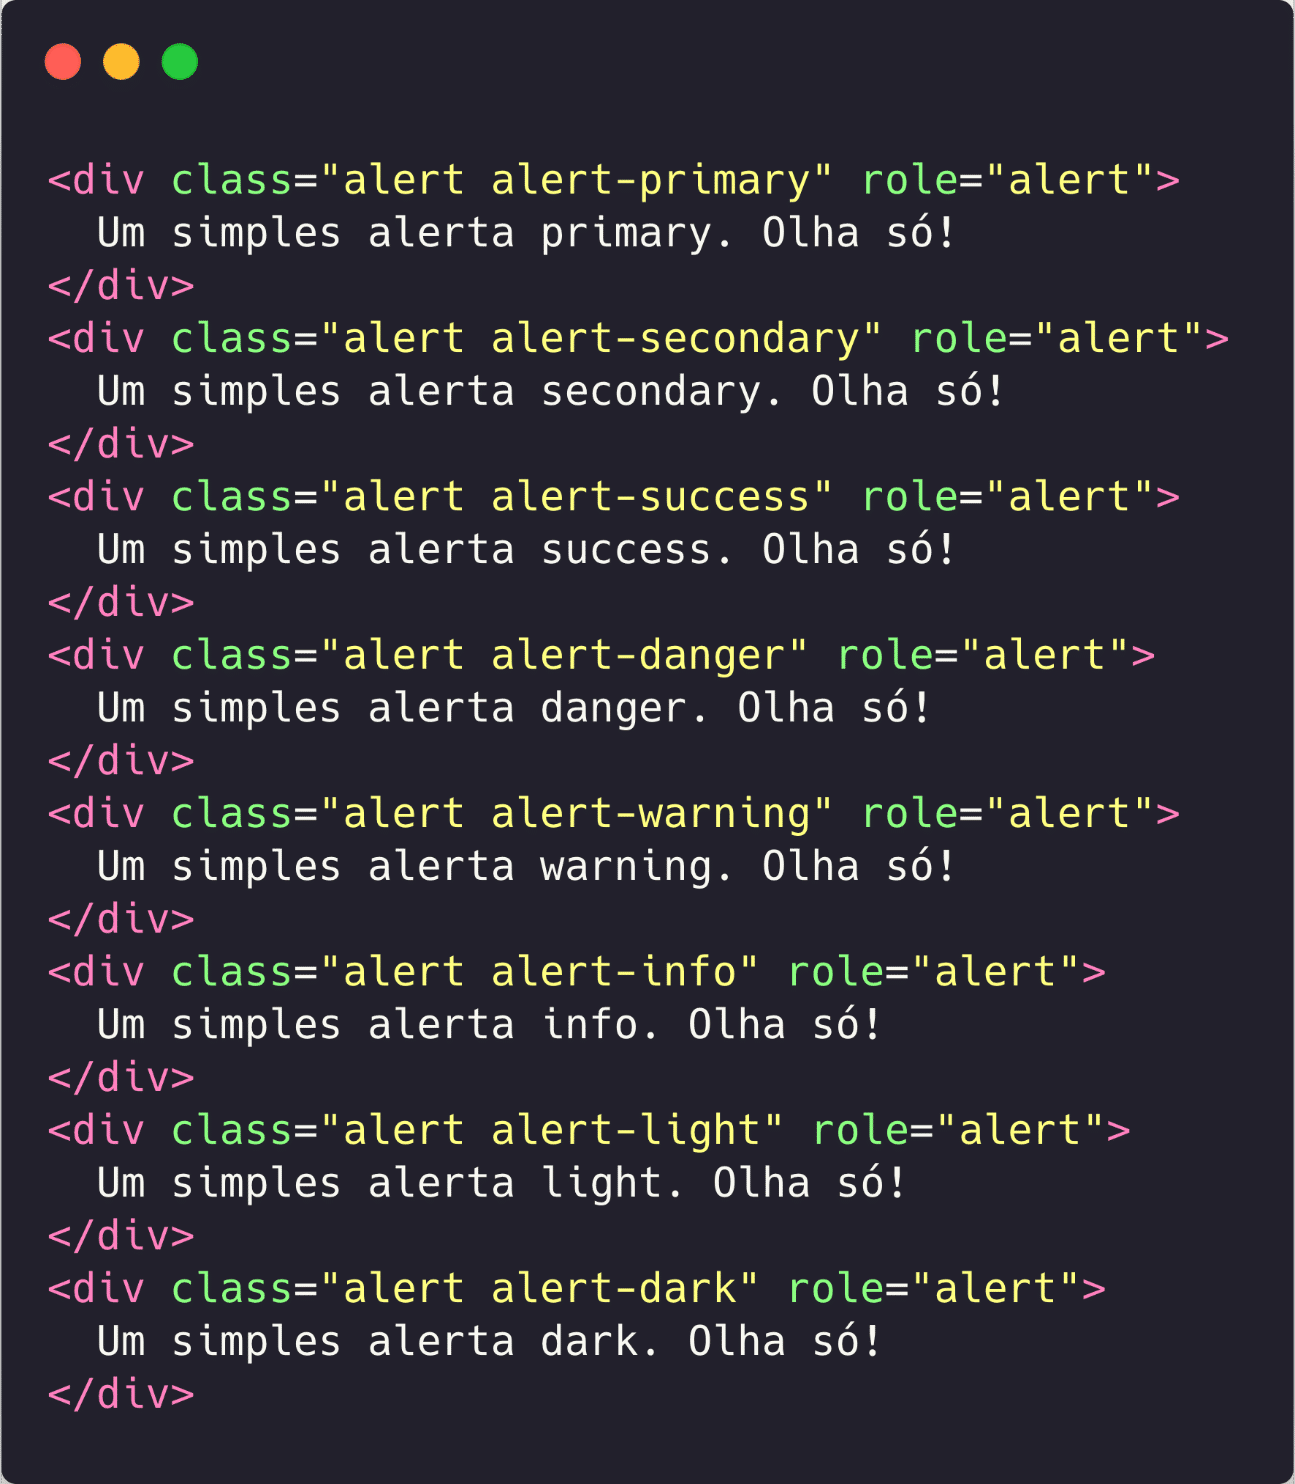 <div class="alert alert-primary" role="alert">
  Um simples alerta primary. Olha só!
</div>
<div class="alert alert-secondary" role="alert">
  Um simples alerta secondary. Olha só!
</div>
<div class="alert alert-success" role="alert">
  Um simples alerta success. Olha só!
</div>
<div class="alert alert-danger" role="alert">
  Um simples alerta danger. Olha só!
</div>
<div class="alert alert-warning" role="alert">
  Um simples alerta warning. Olha só!
</div>
<div class="alert alert-info" role="alert">
  Um simples alerta info. Olha só!
</div>
<div class="alert alert-light" role="alert">
  Um simples alerta light. Olha só!
</div>
<div class="alert alert-dark" role="alert">
  Um simples alerta dark. Olha só!
</div>